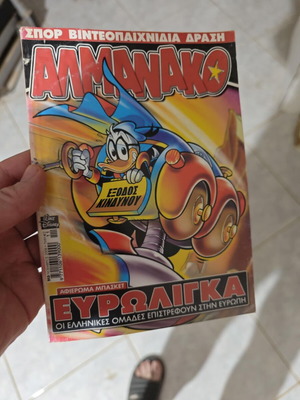 ΣΠΟΡ ΒΙΝΤΕΟΠΑΙΧΝΙΔΙΑ ΔΡΑΣΗ
ΑΛΜΑΝΑΚΟ
ΕΞΟΔΟΣ
ΚΙΝΔΥΝΟΥ
ΑΦΙΕΡΩΜΑ ΜΠΑΣΚΕΤ
ΕΥΡΩΛΙΓΚΑ
ΟΙ ΕΛΛΗΝΙΚΕΣ ΟΜΑΔΕΣ ΕΠΙΣΤΡΕΦΟΥΝ ΣΤΗΝ ΕΥΡΩΠΗ